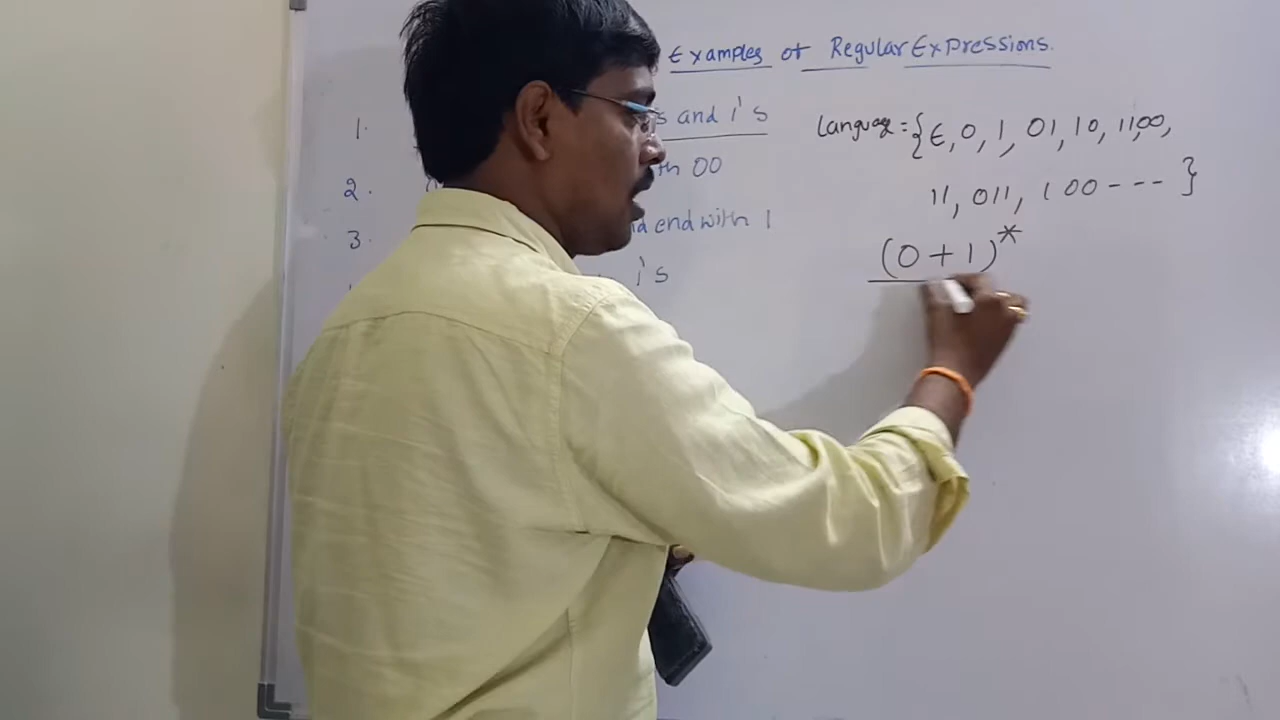 Examples of Regular Expressions.
1. s and 1's
2. th 00
3. nd end with 1
1's
Language = {ε, 0, 1, 01, 10, 1100,
11, 011, 100 - - - }
(0+1)*